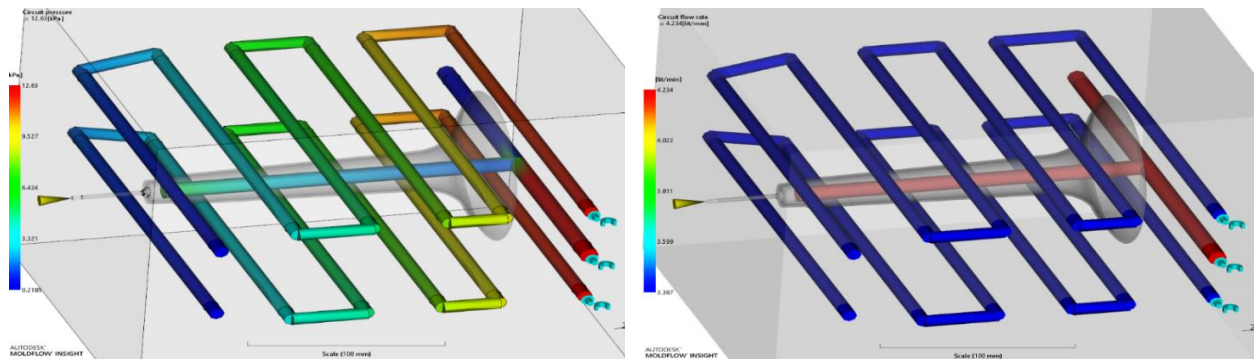 Circuit pressure
= 12.63[kPa]
[kPa]
12.63
9.527
6.424
3.321
0.2185
AUTODESK
MOLDFLOW INSIGHT
Scale (100 mm)
Circuit flow rate
= 4.234[lit/min]
[lit/min]
4.234
4.022
3.811
3.599
3.387
AUTODESK
MOLDFLOW INSIGHT
Scale (100 mm)